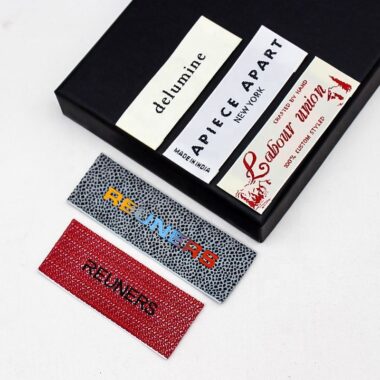 delumine
APIECE APART
NEW YORK
MADE IN INDIA
CRAFTED BY HAND
Labour union
100% CUSTOM STYLED
REUNERS
REUNERS